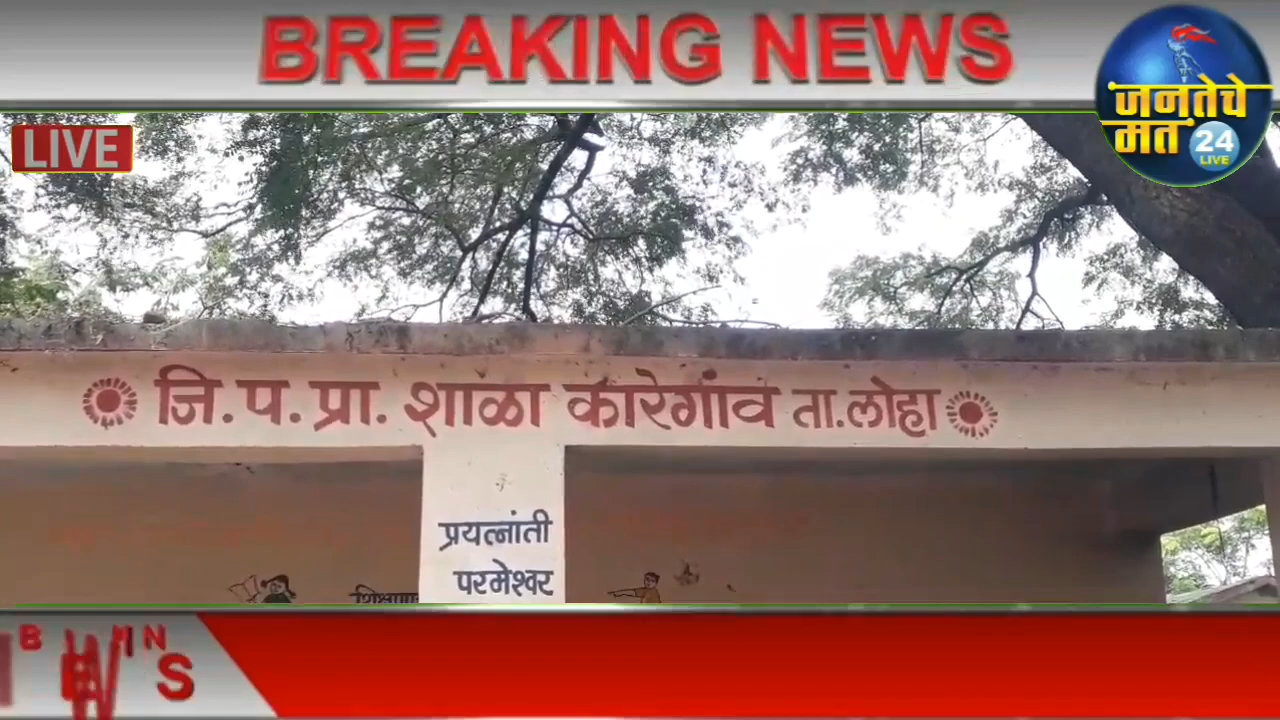 BREAKING NEWS
जनतेचे
मत
24
LIVE
LIVE
जि.प.प्रा. शाळा कारेगांव ता.लोहा
प्रयत्नांती
परमेश्वर